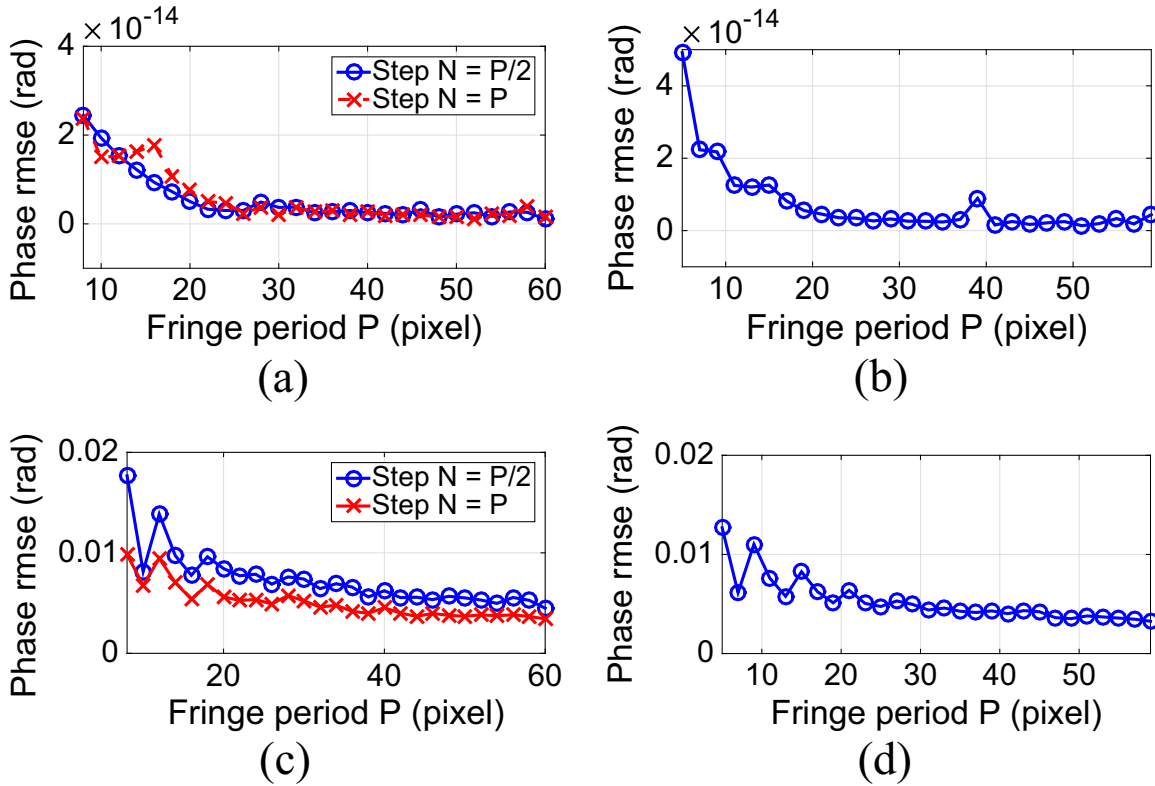 × 10-14
4
2
0
Phase rmse (rad)
Step N = P/2
Step N = P
10 20 30 40 50 60
Fringe period P (pixel)
(a)
× 10-14
4
2
0
Phase rmse (rad)
10 20 30 40 50
Fringe period P (pixel)
(b)
0.02
0.01
0
Phase rmse (rad)
Step N = P/2
Step N = P
20 40 60
Fringe period P (pixel)
(c)
0.02
0.01
0
Phase rmse (rad)
10 20 30 40 50
Fringe period P (pixel)
(d)